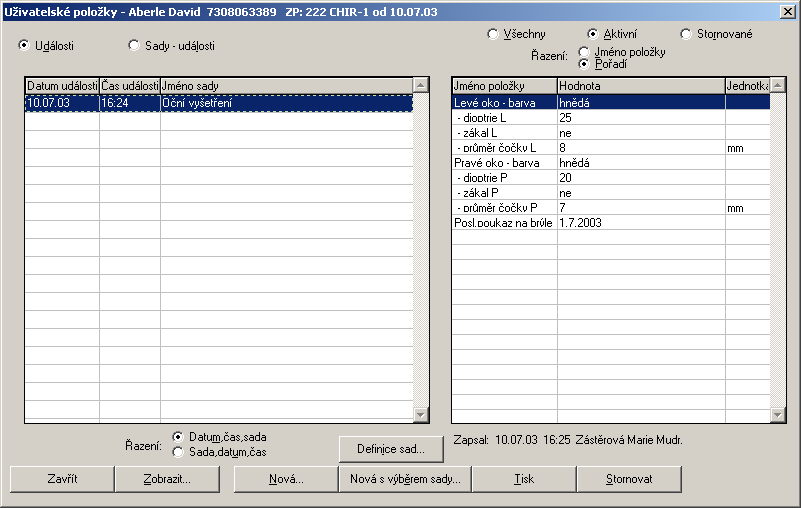 Uživatelské položky - Aberle David 7308063389 ZP: 222 CHIR-1 od 10.07.03
Události
Sady - události
Všechny
Aktivní
Stornované
Řazení:
Jméno položky
Pořadí
Datum události Čas události Jméno sady
10.07.03 16:24 Oční vyšetření
Jméno položky Hodnota Jednotka
Levé oko - barva hnědá
- dioptrie L 25
- zákal L ne
- průměr čočky L 8 mm
Pravé oko - barva hnědá
- dioptrie P 20
- zákal P ne
- průměr čočky P 7 mm
Posl.poukaz na brýle 1.7.2003
Řazení:
Datum,čas,sada
Sada,datum,čas
Definice sad...
Zapsal: 10.07.03 16:25 Zástěrová Marie Mudr.
Zavřít
Zobrazit...
Nová...
Nová s výběrem sady...
Tisk
Stornovat